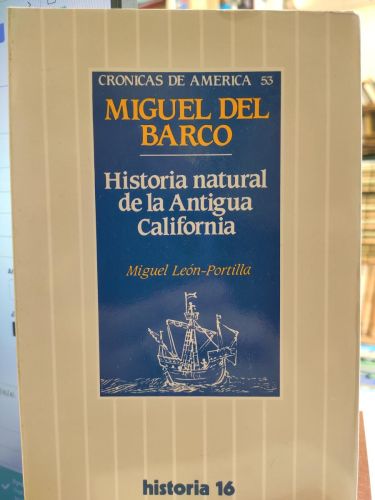 CRONICAS DE AMERICA 53
MIGUEL DEL
BARCO
Historia natural
de la Antigua
California
Miguel León-Portilla
historia 16